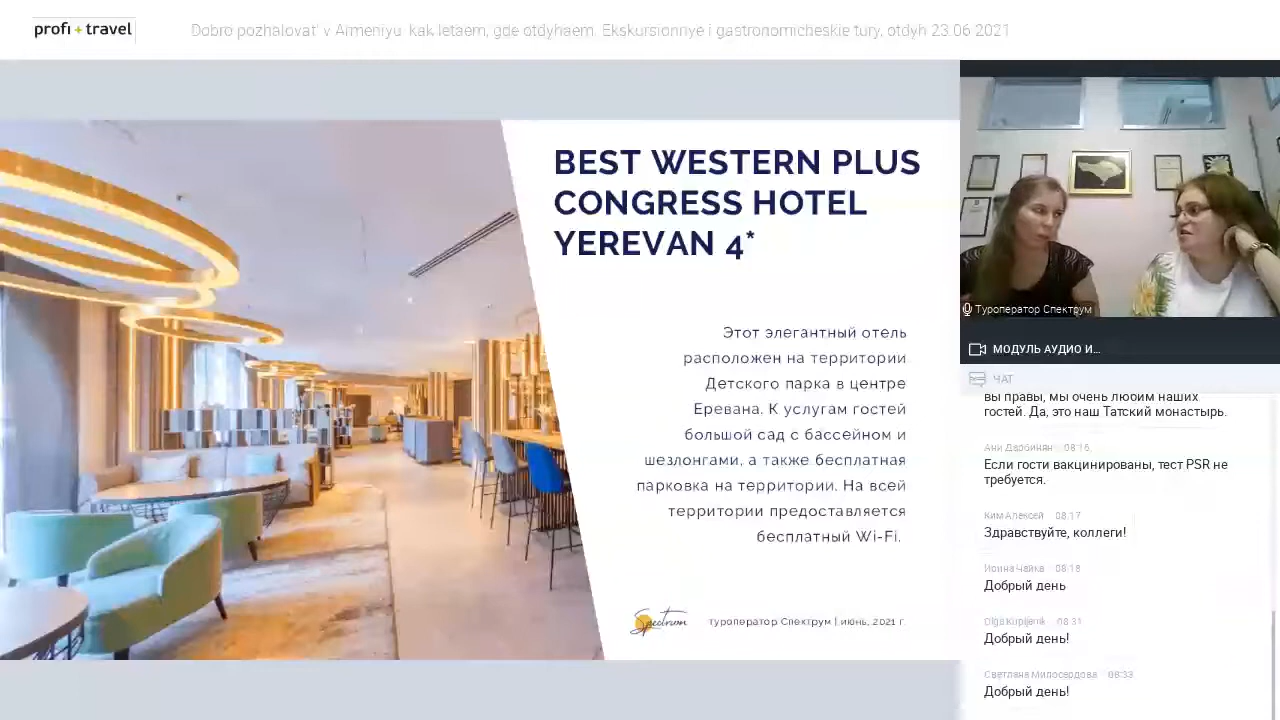 profi + travel
Dobro pozhalovat' v Armeniyu kak letaem, gde otdyhaem. Ekskursionnye i gastronomicheskie tury, otdyh 23.06 2021
BEST WESTERN PLUS
CONGRESS HOTEL
YEREVAN 4*
Этот элегантный отель
расположен на территории
Детского парка в центре
Еревана. К услугам гостей
большой сад с бассейном и
шезлонгами, а также бесплатная
парковка на территории. На всей
территории предоставляется
бесплатный Wi-Fi.
Spectrum
туроператор Спектрум | июнь, 2021 г.
Туроператор Спектрум
МОДУЛЬ АУДИО И...
ЧАТ
вы правы, мы очень любим наших
гостей. Да, это наш Татский монастырь.
Ани Дарбинян 08:16
Если гости вакцинированы, тест PSR не
требуется.
Ким Алексей 08:17
Здравствуйте, коллеги!
Ирина Чайка 08:18
Добрый день
Olga 08:31
Добрый день!
Светлана Милосердова 08:33
Добрый день!